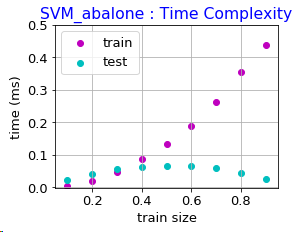 SVM_abalone : Time Complexity
0.5
0.4
0.3
0.2
0.1
0.0
time (ms)
train
test
0.2 0.4 0.6 0.8
train size